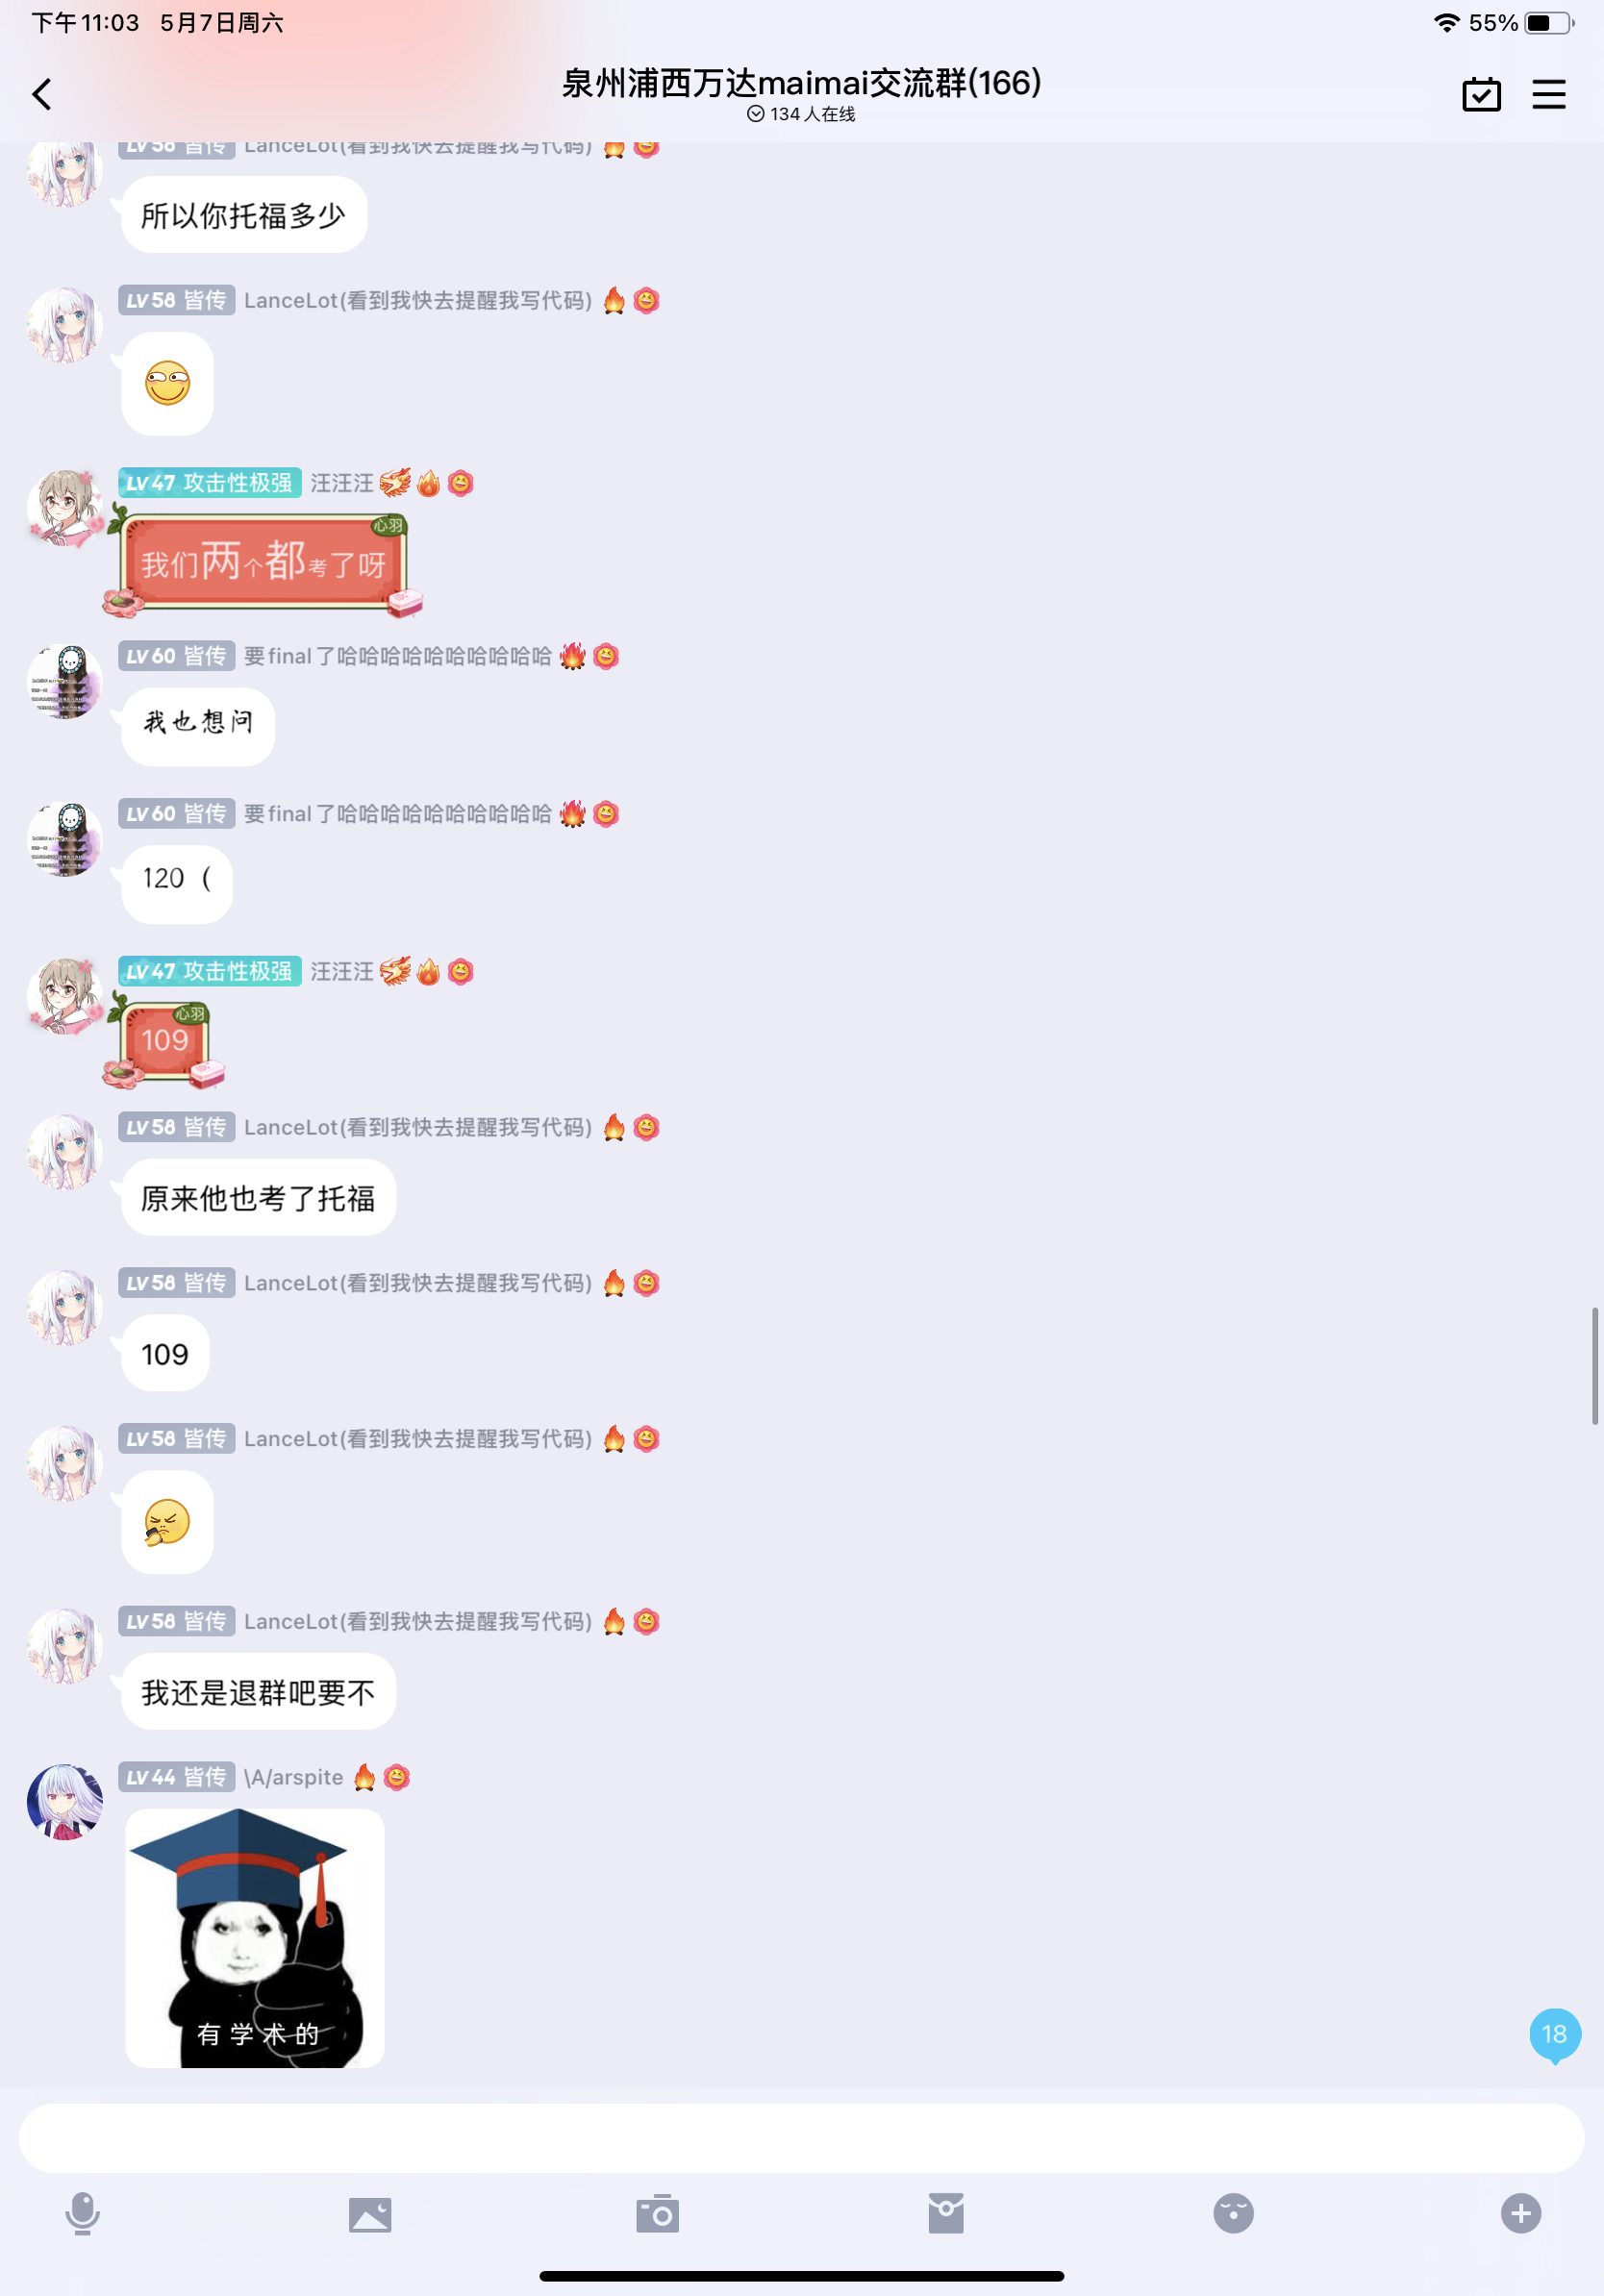 下午11:03 5月7日周六
55%
泉州浦西万达maimai交流群(166)
134人在线
LV58 皆传 LanceLot(看到我快去提醒我写代码)
所以你托福多少
LV58 皆传 LanceLot(看到我快去提醒我写代码)
LV47 攻击性极强 汪汪汪
心羽
我们两个都考了呀
LV60 皆传 要final了哈哈哈哈哈哈哈哈哈哈
我也想问
LV60 皆传 要final了哈哈哈哈哈哈哈哈哈哈
120（
LV47 攻击性极强 汪汪汪
心羽
109
LV58 皆传 LanceLot(看到我快去提醒我写代码)
原来他也考了托福
LV58 皆传 LanceLot(看到我快去提醒我写代码)
109
LV58 皆传 LanceLot(看到我快去提醒我写代码)
LV58 皆传 LanceLot(看到我快去提醒我写代码)
我还是退群吧要不
LV44 皆传 \A/arspite
有学术的
18